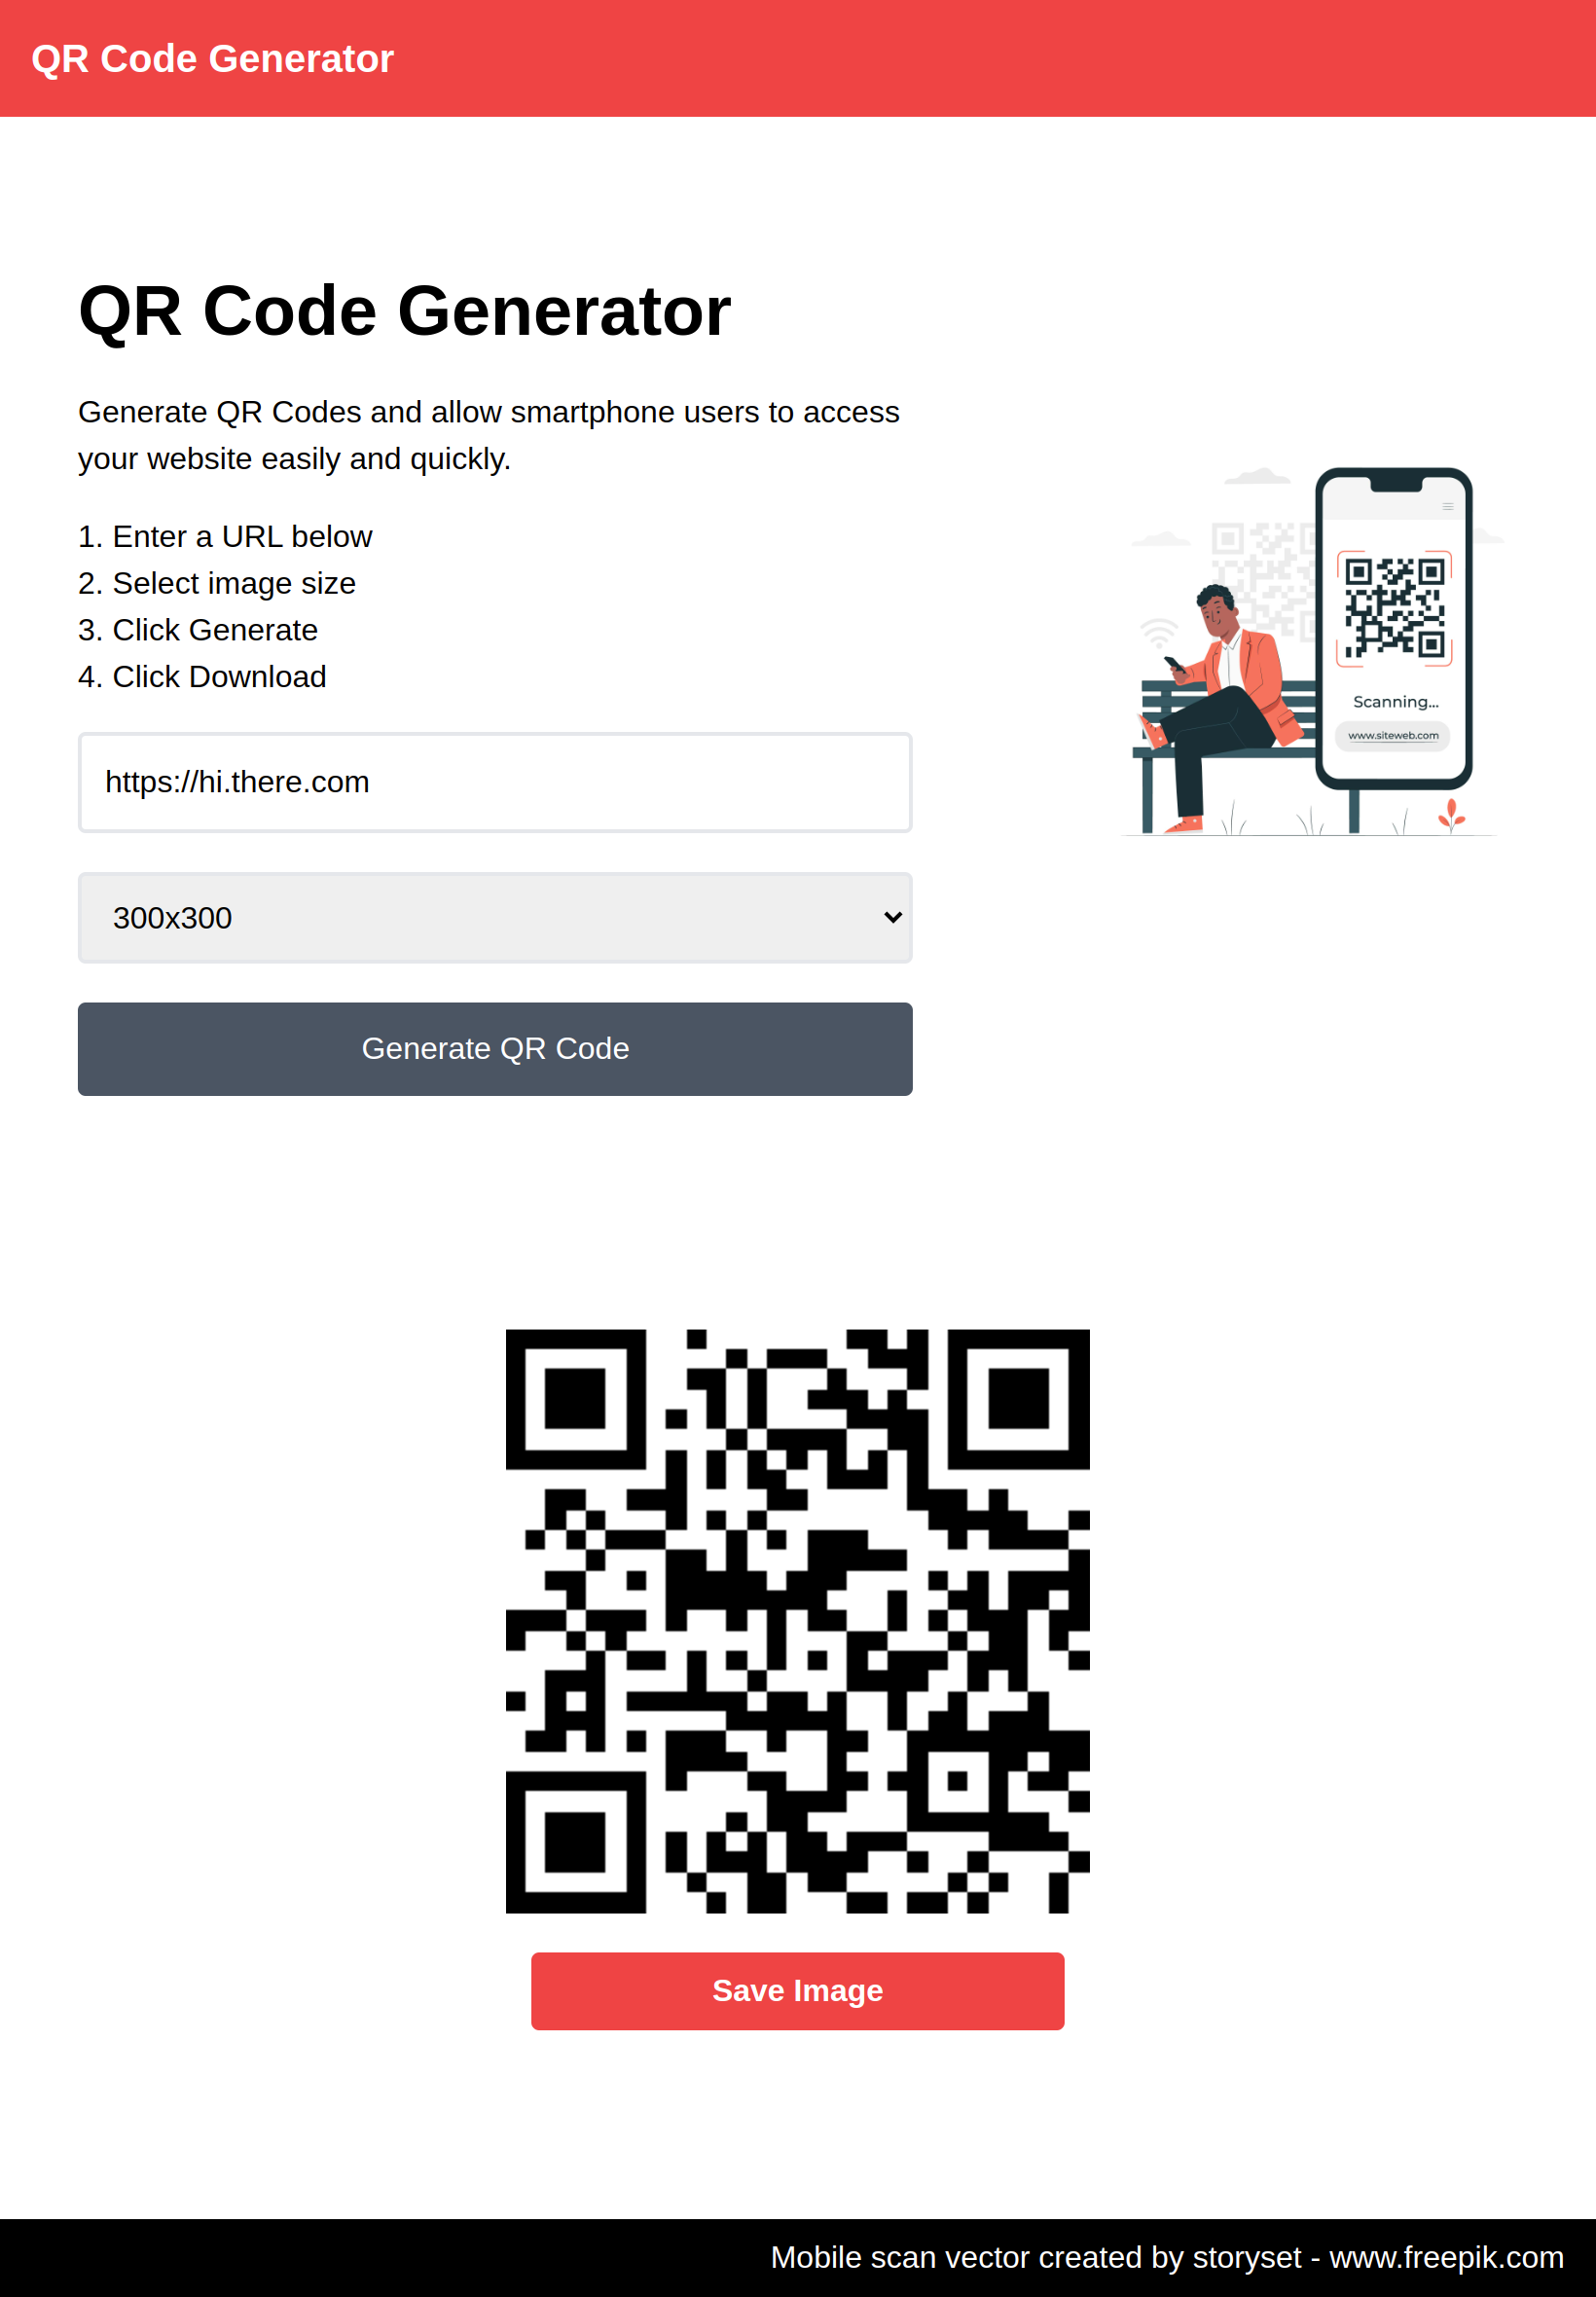 QR Code Generator
QR Code Generator
Generate QR Codes and allow smartphone users to access
your website easily and quickly.
1. Enter a URL below
2. Select image size
3. Click Generate
4. Click Download
https://hi.there.com
300x300
Generate QR Code
Scanning...
www.siteweb.com
Save Image
Mobile scan vector created by storyset - www.freepik.com